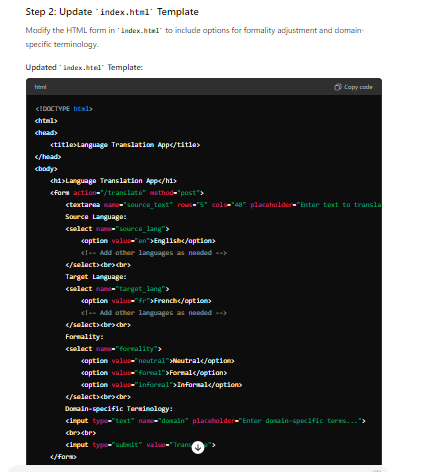 Step 2: Update `index.html` Template
Modify the HTML form in `index.html` to include options for formality adjustment and domain-
specific terminology.
Updated `index.html` Template:
html Copy code
<!DOCTYPE html>
<html>
<head>
<title>Language Translation App</title>
</head>
<body>
<h1>Language Translation App</h1>
<form action="/translate" method="post">
<textarea name="source_text" rows="5" cols="40" placeholder="Enter text to transla
Source Language:
<select name="source_lang">
<option value="en">English</option>
<!-- Add other languages as needed -->
</select><br><br>
Target Language:
<select name="target_lang">
<option value="fr">French</option>
<!-- Add other languages as needed -->
</select><br><br>
Formality:
<select name="formality">
<option value="neutral">Neutral</option>
<option value="formal">Formal</option>
<option value="informal">Informal</option>
</select><br><br>
Domain-specific Terminology:
<input type="text" name="domain" placeholder="Enter domain-specific terms...">
<br><br>
<input type="submit" value="Trans e">
</form>